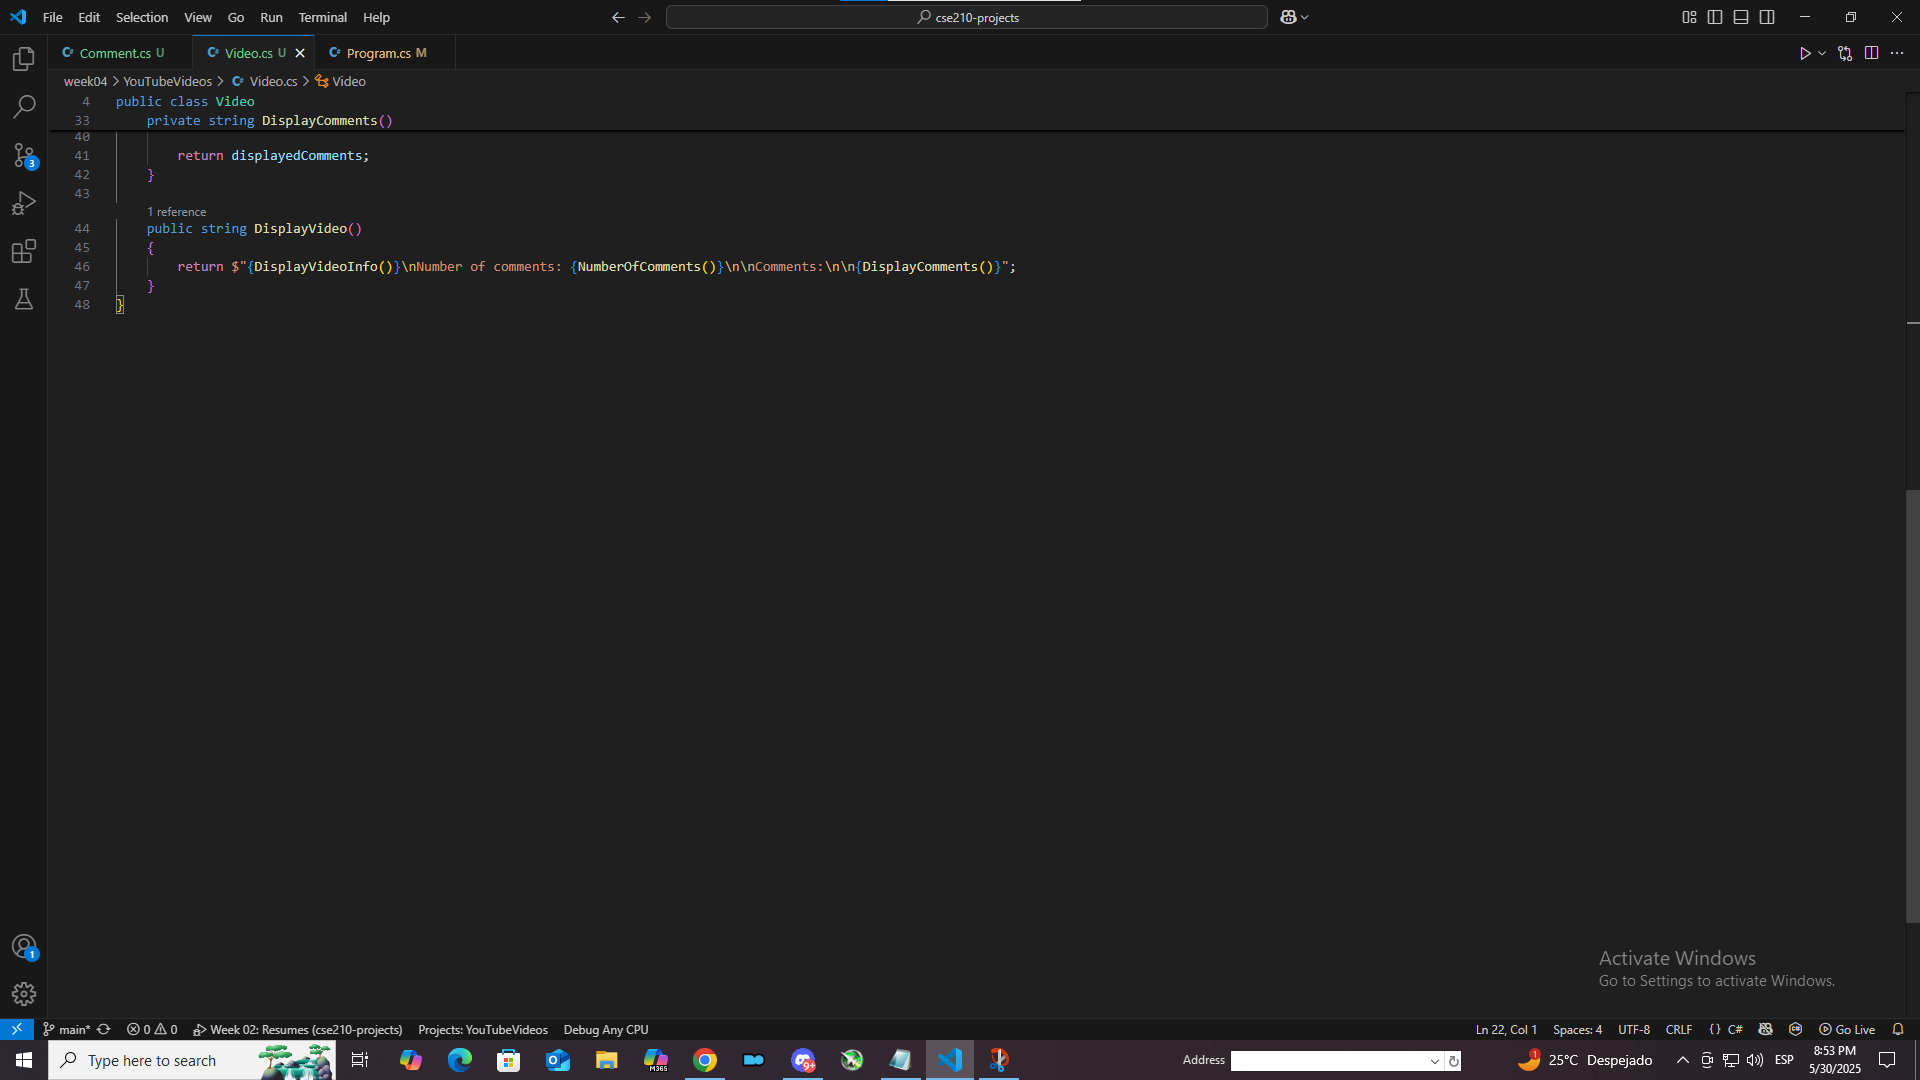 File Edit Selection View Go Run Terminal Help
cse210-projects
Comment.cs U
Video.cs U
Program.cs M
week04 > YouTubeVideos > Video.cs > Video
4 public class Video
33 private string DisplayComments()
40
41 return displayedComments;
42 }
43
1 reference
44 public string DisplayVideo()
45 {
46 return $"{DisplayVideoInfo()}\nNumber of comments: {NumberOfComments()}\n\nComments:\n\n{DisplayComments()}";
47 }
48 }
3
1
Activate Windows
Go to Settings to activate Windows.
main* 0 0 Week 02: Resumes (cse210-projects) Projects: YouTubeVideos Debug Any CPU
Ln 22, Col 1 Spaces: 4 UTF-8 CRLF {} C# Go Live
Type here to search
M365
9+
Address
1
25°C Despejado
ESP
8:53 PM
5/30/2025